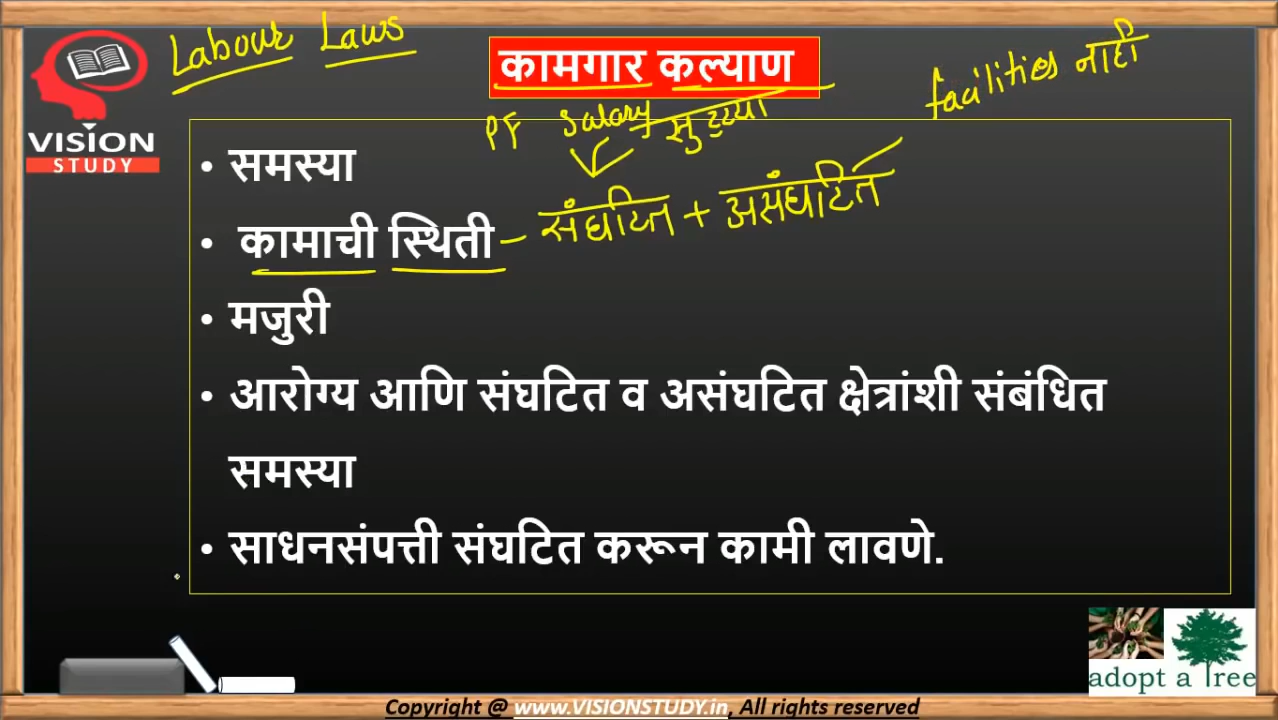 Labour Laws
कामगार कल्याण
facilities नाही
VISION
STUDY
PF Salary सुट्ट्या
• समस्या
• कामाची स्थिती - संघटित + असंघटित
• मजुरी
• आरोग्य आणि संघटित व असंघटित क्षेत्रांशी संबंधित
समस्या
• साधनसंपत्ती संघटित करून कामी लावणे.
adopt a Tree
Copyright @ www.VISIONSTUDY.in, All rights reserved